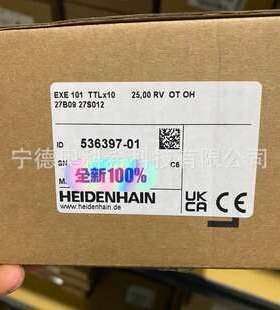 EXE 101 TTLx10 25,00 RV OT OH
27B09 27S012
ID 536397-01
SN
C6
全新100%
M.
HEIDENHAIN
www.heidenhain.de
UK
CA
CE